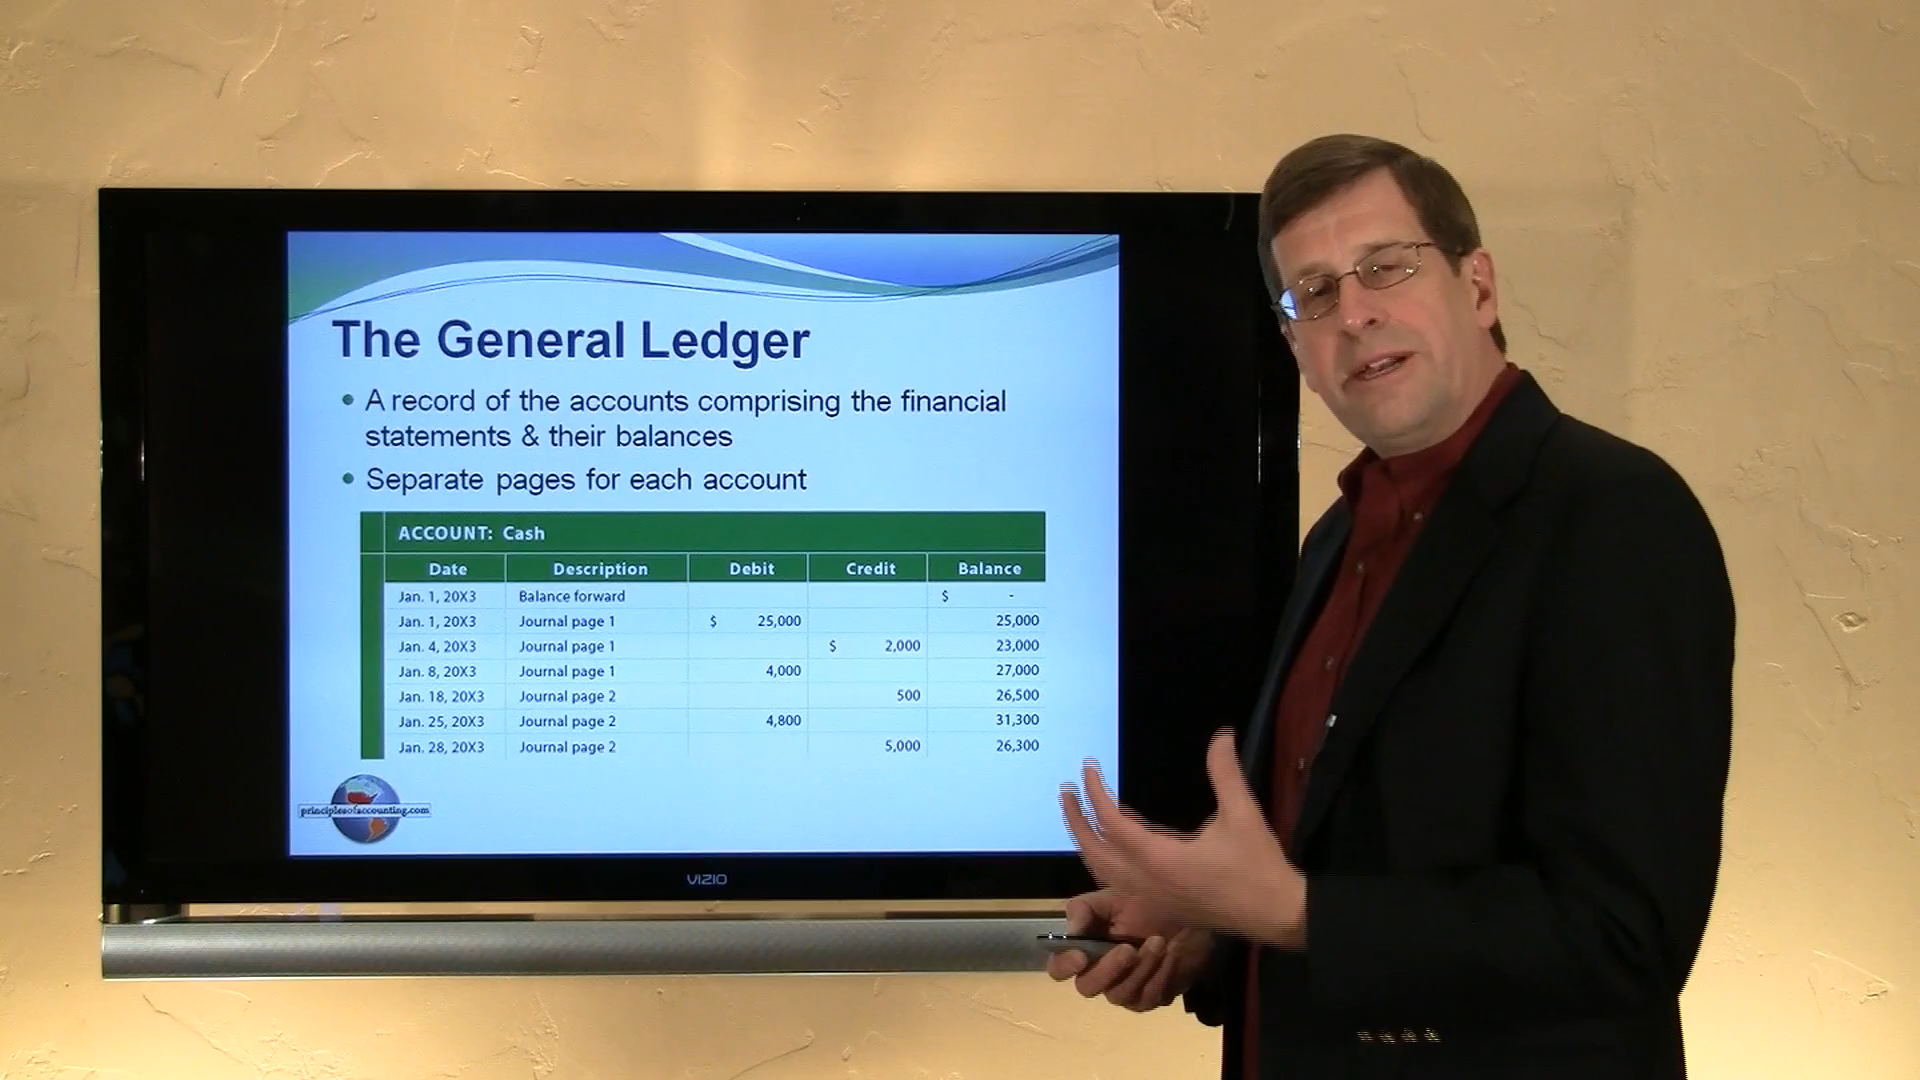 The General Ledger
• A record of the accounts comprising the financial
statements & their balances
• Separate pages for each account
ACCOUNT: Cash
Date Description Debit Credit Balance
Jan. 1, 20X3 Balance forward $ -
Jan. 1, 20X3 Journal page 1 $ 25,000 25,000
Jan. 4, 20X3 Journal page 1 $ 2,000 23,000
Jan. 8, 20X3 Journal page 1 4,000 27,000
Jan. 18, 20X3 Journal page 2 500 26,500
Jan. 25, 20X3 Journal page 2 4,800 31,300
Jan. 28, 20X3 Journal page 2 5,000 26,300
principlesofaccounting.com
VIZIO